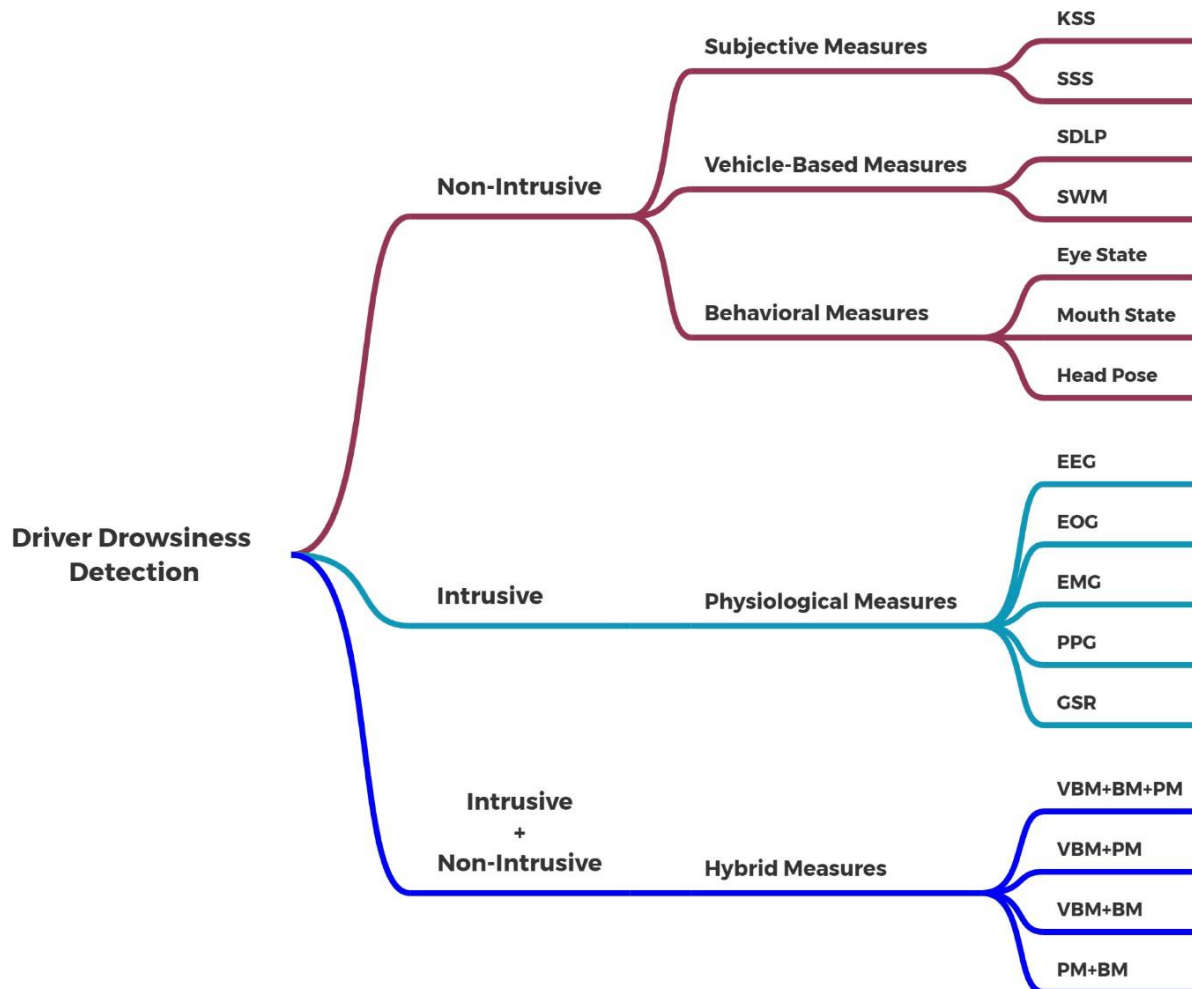 Driver Drowsiness
Detection
Non-Intrusive
Subjective Measures
KSS
SSS
Vehicle-Based Measures
SDLP
SWM
Behavioral Measures
Eye State
Mouth State
Head Pose
Intrusive
Physiological Measures
EEG
EOG
EMG
PPG
GSR
Intrusive
+
Non-Intrusive
Hybrid Measures
VBM+BM+PM
VBM+PM
VBM+BM
PM+BM